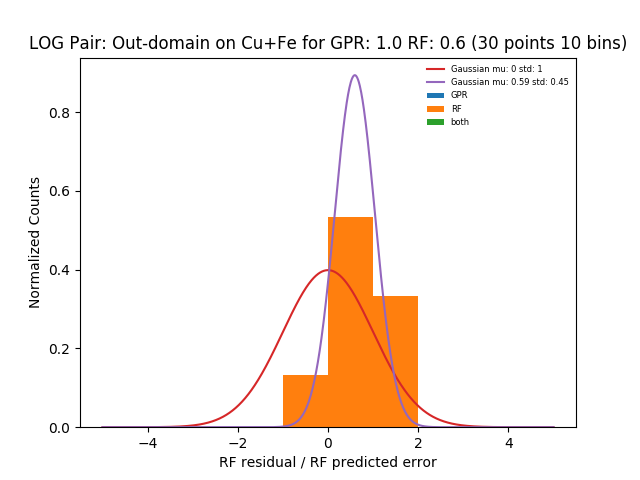 LOG Pair: Out-domain on Cu+Fe for GPR: 1.0 RF: 0.6 (30 points 10 bins)
Gaussian mu: 0 std: 1
Gaussian mu: 0.59 std: 0.45
GPR
RF
both
Normalized Counts
0.8
0.6
0.4
0.2
0.0
−4 −2 0 2 4
RF residual / RF predicted error